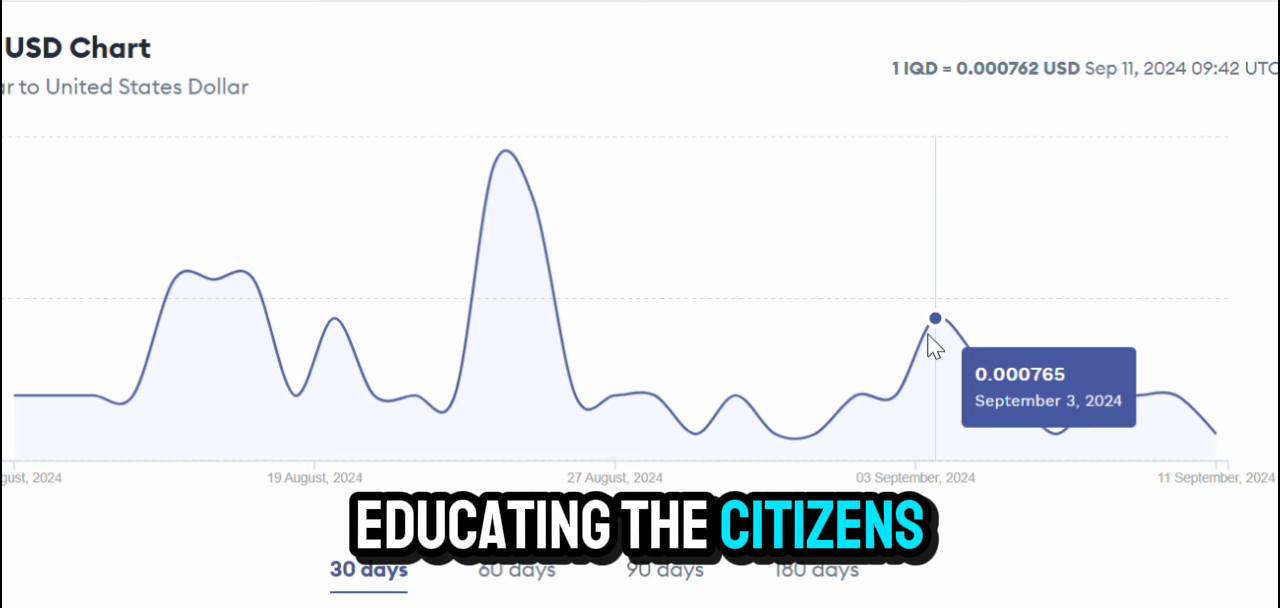 USD Chart
1 IQD = 0.000762 USD Sep 11, 2024 09:42 UTC
ar to United States Dollar
0.000765
September 3, 2024
gust, 2024
19 August, 2024
27 August, 2024
03 September, 2024
11 September, 2024
EDUCATING THE CITIZENS
30 days
60 days
90 days
180 days